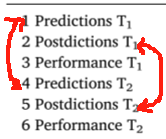 1 Predictions T₁
2 Postdictions T₁
3 Performance T₁
4 Predictions T₂
5 Postdictions T₂
6 Performance T₂